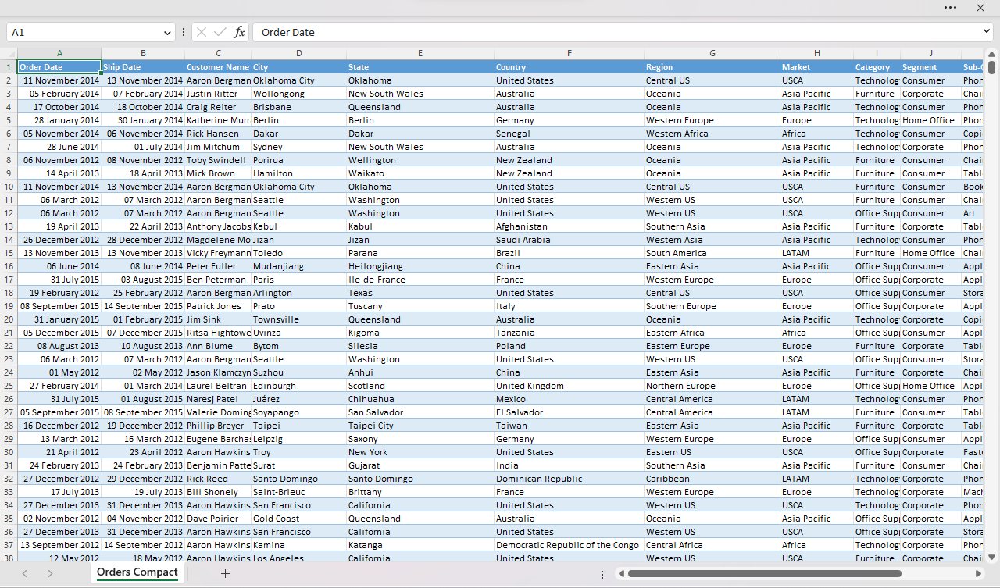 A1 fx Order Date
A B C D E F G H I J
1 Order Date Ship Date Customer Name City State Country Region Market Category Segment Sub-
2 11 November 2014 13 November 2014 Aaron Bergman Oklahoma City Oklahoma United States Central US USCA Technolog Consumer Phon
3 05 February 2014 07 February 2014 Justin Ritter Wollongong New South Wales Australia Oceania Asia Pacific Furniture Corporate Chai
4 17 October 2014 18 October 2014 Craig Reiter Brisbane Queensland Australia Oceania Asia Pacific Technolog Consumer Phon
5 28 January 2014 30 January 2014 Katherine Murr Berlin Berlin Germany Western Europe Europe Technolog Home Office Phon
6 05 November 2014 06 November 2014 Rick Hansen Dakar Dakar Senegal Western Africa Africa Technolog Consumer Copi
7 28 June 2014 01 July 2014 Jim Mitchum Sydney New South Wales Australia Oceania Asia Pacific Technolog Corporate Phon
8 06 November 2012 08 November 2012 Toby Swindell Porirua Wellington New Zealand Oceania Asia Pacific Furniture Consumer Chai
9 14 April 2013 18 April 2013 Mick Brown Hamilton Waikato New Zealand Oceania Asia Pacific Furniture Consumer Tabl
10 11 November 2014 13 November 2014 Aaron Bergman Oklahoma City Oklahoma United States Central US USCA Furniture Consumer Book
11 06 March 2012 07 March 2012 Aaron Bergman Seattle Washington United States Western US USCA Furniture Consumer Chai
12 06 March 2012 07 March 2012 Aaron Bergman Seattle Washington United States Western US USCA Office Sup Consumer Art
13 19 April 2013 22 April 2013 Anthony Jacobs Kabul Kabul Afghanistan Southern Asia Asia Pacific Furniture Corporate Tabl
14 26 December 2012 28 December 2012 Magdelene Mo Jizan Jizan Saudi Arabia Western Asia Asia Pacific Technolog Consumer Phon
15 13 November 2013 13 November 2013 Vicky Freymann Toledo Parana Brazil South America LATAM Furniture Home Office Chai
16 06 June 2014 08 June 2014 Peter Fuller Mudanjiang Heilongjiang China Eastern Asia Asia Pacific Office Sup Consumer Appl
17 31 July 2015 03 August 2015 Ben Peterman Paris Ile-de-France France Western Europe Europe Office Sup Corporate Appl
18 19 February 2012 25 February 2012 Aaron Bergman Arlington Texas United States Central US USCA Office Sup Consumer Stora
19 08 September 2015 14 September 2015 Patrick Jones Prato Tuscany Italy Southern Europe Europe Office Sup Corporate Appl
20 31 January 2015 01 February 2015 Jim Sink Townsville Queensland Australia Oceania Asia Pacific Technolog Corporate Copi
21 05 December 2015 07 December 2015 Ritsa Hightowe Uvinza Kigoma Tanzania Eastern Africa Africa Office Sup Consumer Appl
22 08 August 2013 10 August 2013 Ann Blume Bytom Silesia Poland Eastern Europe Europe Furniture Corporate Tabl
23 06 March 2012 07 March 2012 Aaron Bergman Seattle Washington United States Western US USCA Office Sup Consumer Stora
24 01 May 2012 02 May 2012 Jason Klamczyn Suzhou Anhui China Eastern Asia Asia Pacific Furniture Corporate Chai
25 27 February 2014 01 March 2014 Laurel Beltran Edinburgh Scotland United Kingdom Northern Europe Europe Office Sup Home Office Appl
26 31 July 2015 01 August 2015 Naresj Patel Juárez Chihuahua Mexico Central America LATAM Technolog Consumer Phon
27 05 September 2015 08 September 2015 Valerie Doming Soyapango San Salvador El Salvador Central America LATAM Furniture Consumer Tabl
28 16 December 2012 19 December 2012 Phillip Breyer Taipei Taipei City Taiwan Eastern Asia Asia Pacific Furniture Corporate Tabl
29 13 March 2012 16 March 2012 Eugene Barcha Leipzig Saxony Germany Western Europe Europe Office Sup Consumer Appl
30 21 April 2012 23 April 2012 Aaron Hawkins Troy New York United States Eastern US USCA Office Sup Corporate Faste
31 24 February 2013 24 February 2013 Benjamin Patte Surat Gujarat India Southern Asia Asia Pacific Furniture Consumer Chai
32 27 December 2012 29 December 2012 Rick Reed Santo Domingo Santo Domingo Dominican Republic Caribbean LATAM Technolog Corporate Phon
33 17 July 2013 19 July 2013 Bill Shonely Saint-Brieuc Brittany France Western Europe Europe Technolog Corporate Mach
34 27 December 2013 31 December 2013 Aaron Hawkins San Francisco California United States Western US USCA Technolog Corporate Phon
35 02 November 2012 04 November 2012 Dave Poirier Gold Coast Queensland Australia Oceania Asia Pacific Office Sup Corporate Appl
36 27 December 2013 31 December 2013 Aaron Hawkins San Francisco California United States Western US USCA Office Sup Corporate Stora
37 13 September 2012 14 September 2012 Aaron Hawkins Kamina Katanga Democratic Republic of the Congo Central Africa Africa Technolog Corporate Phon
38 12 May 2012 18 May 2012 Aaron Hawkins Los Angeles California United States Western US USCA Furniture Corporate Chai
Orders Compact